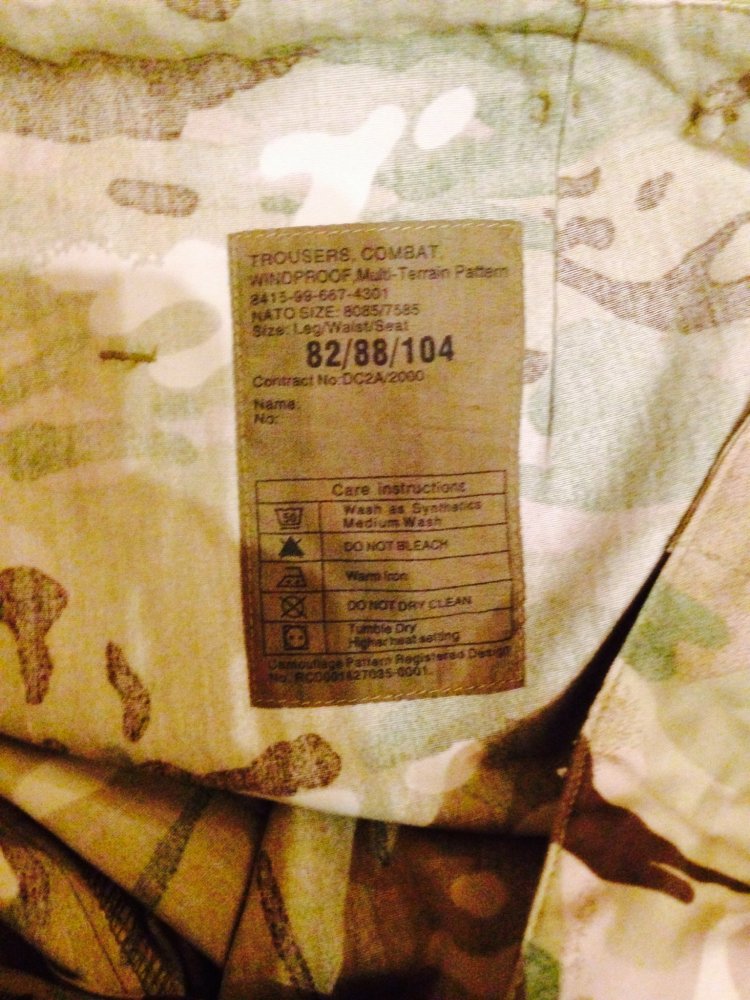 TROUSERS, COMBAT,
WINDPROOF, Multi-Terrain Pattern
8415-99-667-4301
NATO SIZE: 8085/7585
Size: Leg/Waist/Seat
82/88/104
Contract No:DC2A/2000
Name:
No:
Care instructions
50
Wash as Synthetics
Medium Wash
DO NOT BLEACH
Warm Iron
DO NOT DRY CLEAN
Tumble Dry
Higher heat setting
Camouflage Pattern Registered Design
No. RCD001627035-0001